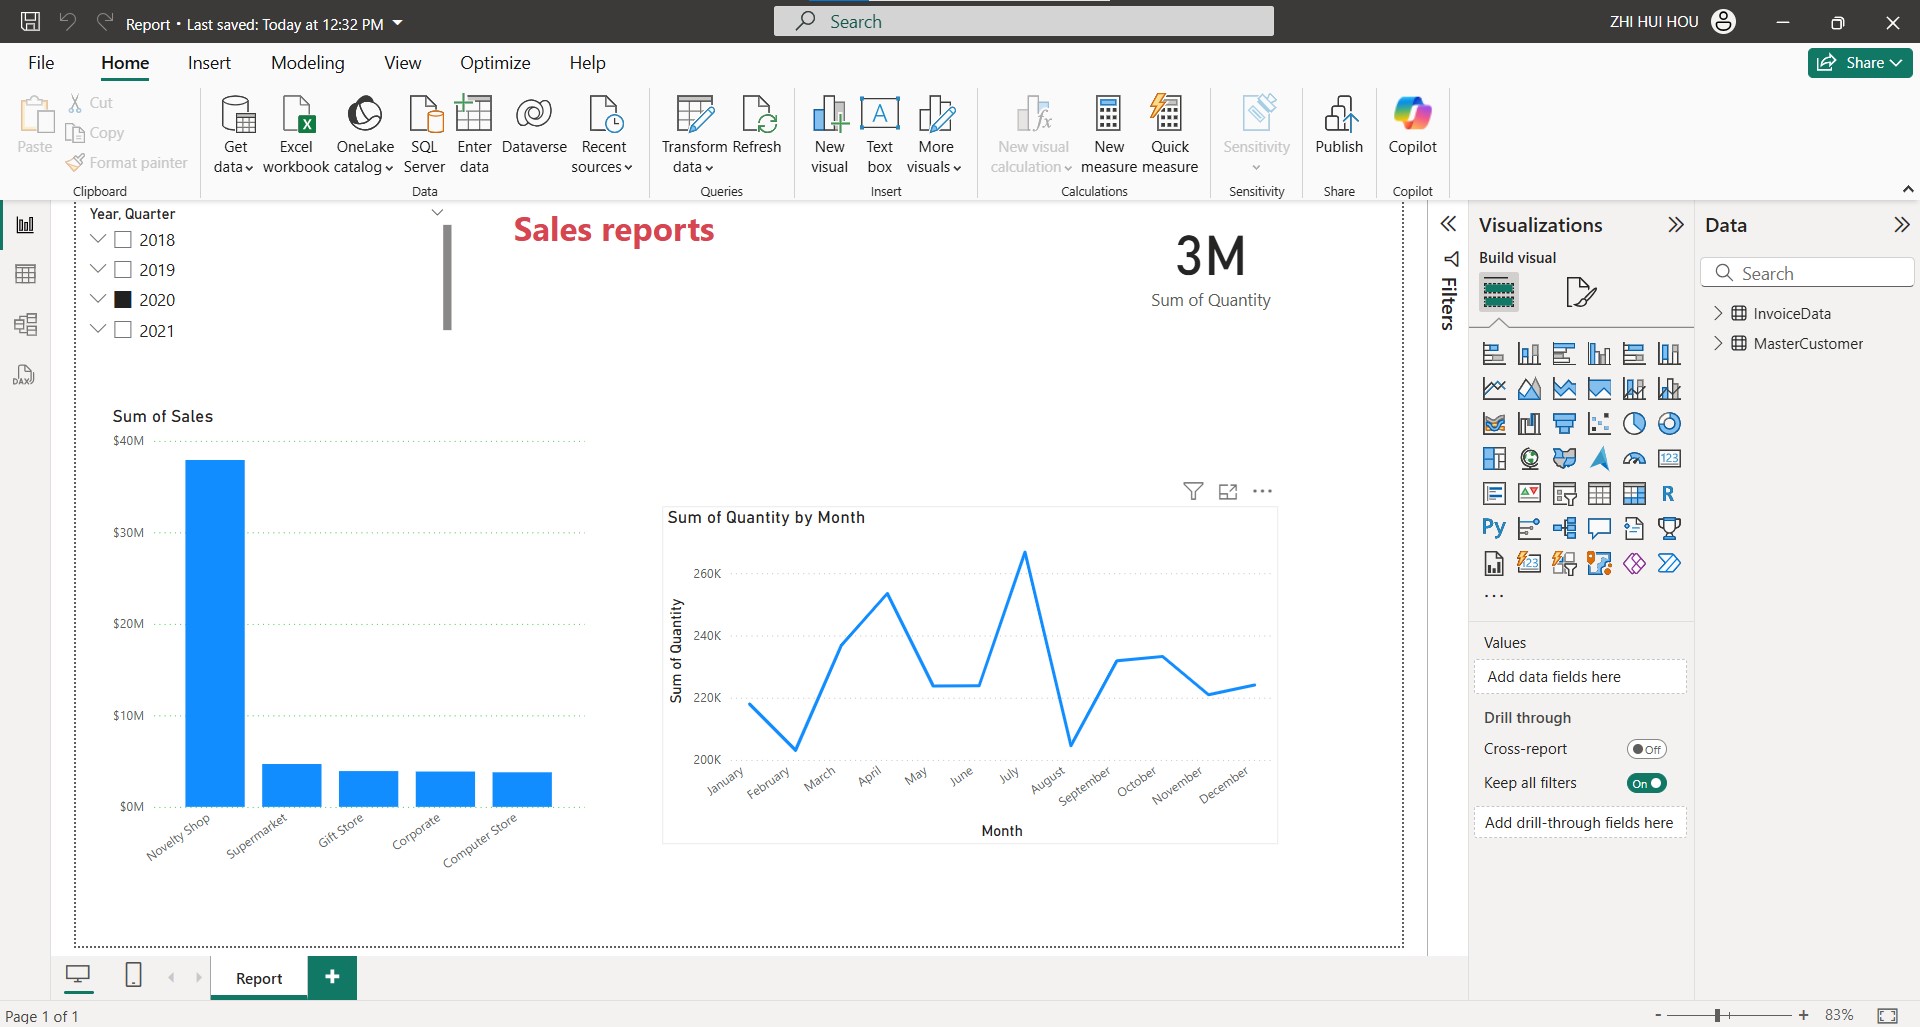 Report • Last saved: Today at 12:32 PM
Search
ZHI HUI HOU
File Home Insert Modeling View Optimize Help
Share
Paste
Cut
Copy
Format painter
Clipboard
Get data
Excel workbook
OneLake catalog
SQL Server
Enter data
Dataverse
Recent sources
Data
Transform data
Refresh
Queries
New visual
Text box
More visuals
Insert
New visual calculation
New measure
Quick measure
Calculations
Sensitivity
Sensitivity
Publish
Share
Copilot
Copilot
Year, Quarter
2018
2019
2020
2021
Sales reports
3M
Sum of Quantity
Sum of Sales
$40M
$30M
$20M
$10M
$0M
Novelty Shop
Supermarket
Gift Store
Corporate
Computer Store
Sum of Quantity by Month
Sum of Quantity
260K
240K
220K
200K
January
February
March
April
May
June
July
August
September
October
November
December
Month
Filters
Visualizations
Build visual
123
R
Py
123
Values
Add data fields here
Drill through
Cross-report
Off
Keep all filters
On
Add drill-through fields here
Data
Search
InvoiceData
MasterCustomer
DAX
A
fx
Report
+
Page 1 of 1
- + 83%